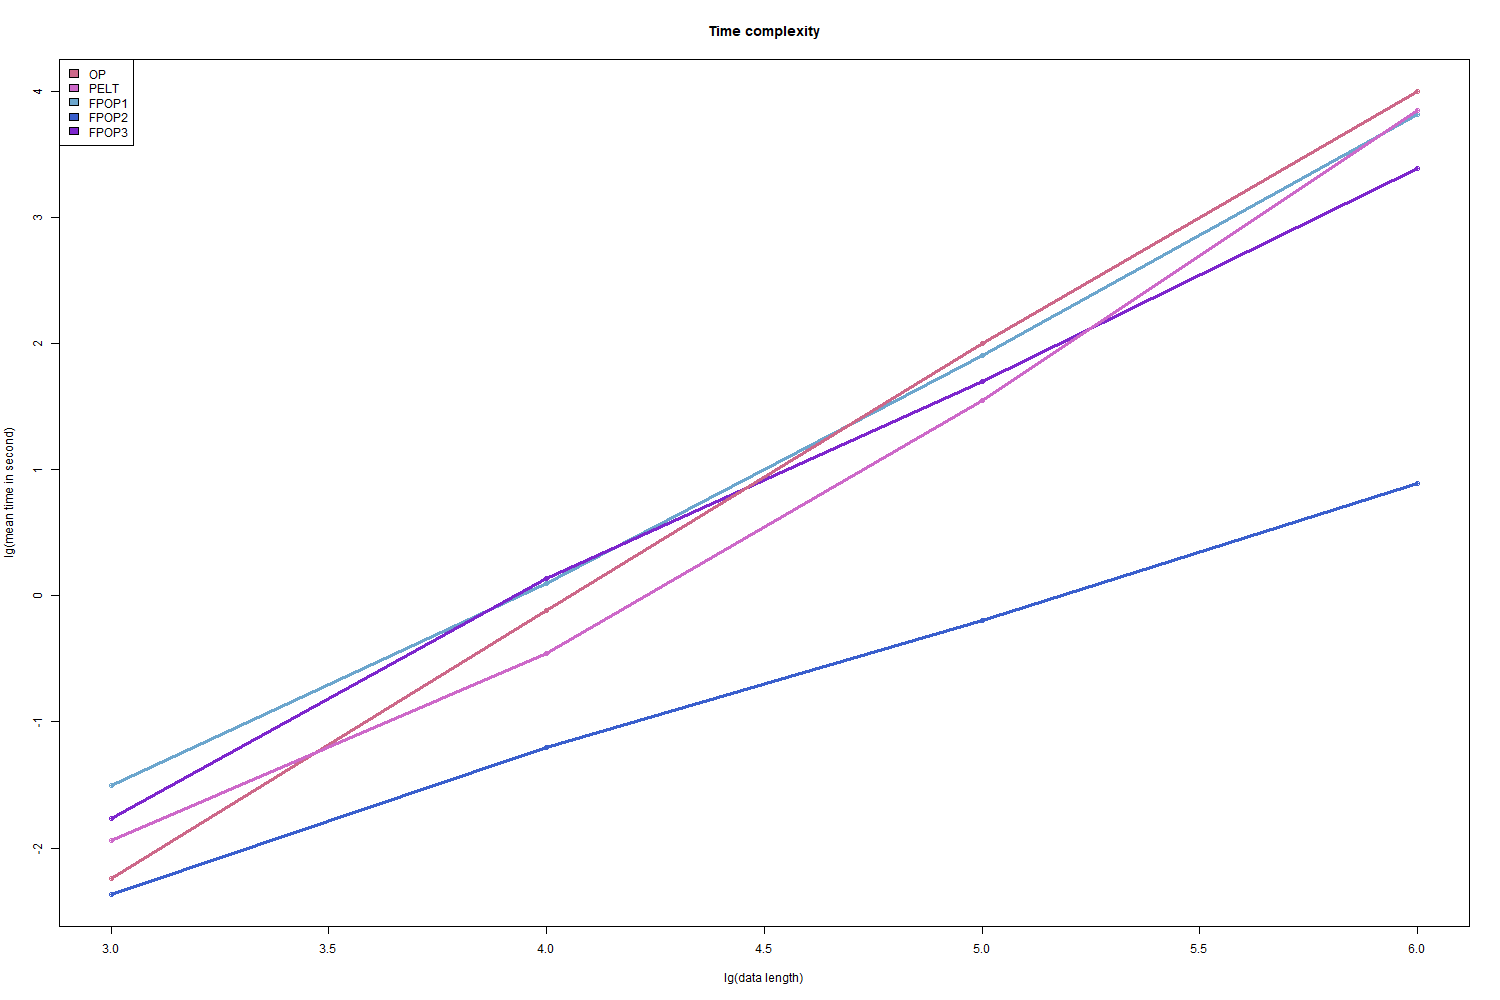 Time complexity
OP
PELT
FPOP1
FPOP2
FPOP3
4
3
2
1
0
-1
-2
lg(mean time in second)
3.0 3.5 4.0 4.5 5.0 5.5 6.0
lg(data length)